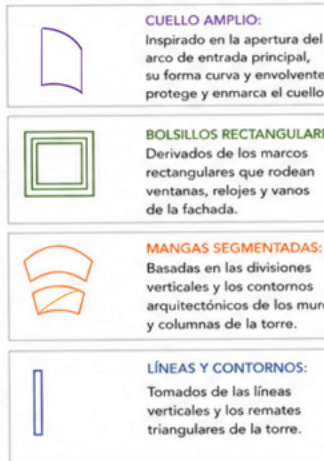 CUELLO AMPLIO:
Inspirado en la apertura del
arco de entrada principal,
su forma curva y envolvente
protege y enmarca el cuello
BOLSILLOS RECTANGULARE
Derivados de los marcos
rectangulares que rodean
ventanas, relojes y vanos
de la fachada.
MANGAS SEGMENTADAS:
Basadas en las divisiones
verticales y los contornos
arquitectónicos de los muro
y columnas de la torre.
LÍNEAS Y CONTORNOS:
Tomados de las líneas
verticales y los remates
triangulares de la torre.